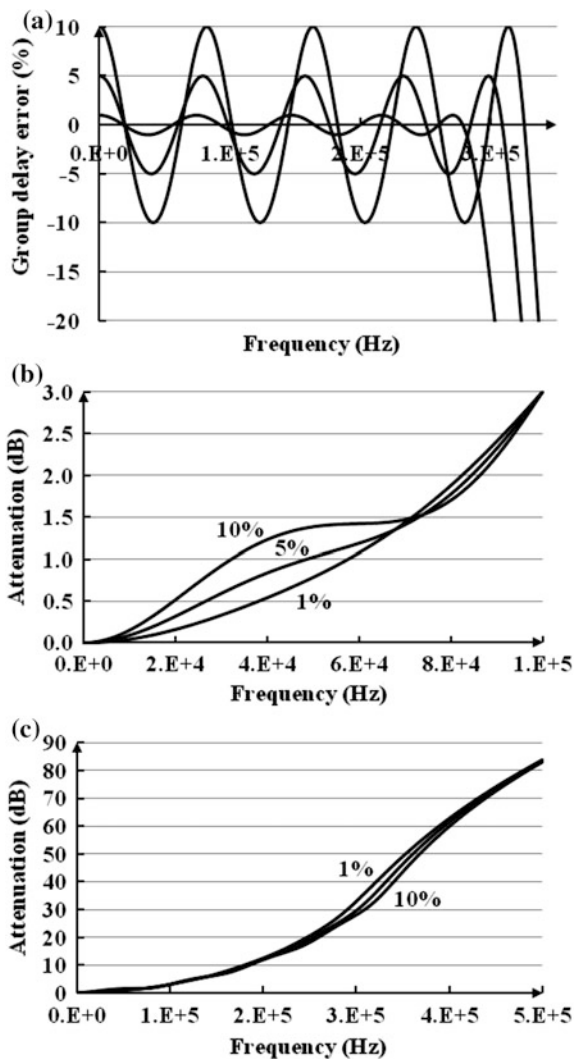 (a)
Group delay error (%)
10
5
0
-5
-10
-15
-20
0.E+0 1.E+5 2.E+5 3.E+5
Frequency (Hz)
(b)
Attenuation (dB)
3.0
2.5
2.0
1.5
1.0
0.5
0.0
10%
5%
1%
0.E+0 2.E+4 4.E+4 6.E+4 8.E+4 1.E+5
Frequency (Hz)
(c)
Attenuation (dB)
90
80
70
60
50
40
30
20
10
0
1%
10%
0.E+0 1.E+5 2.E+5 3.E+5 4.E+5 5.E+5
Frequency (Hz)